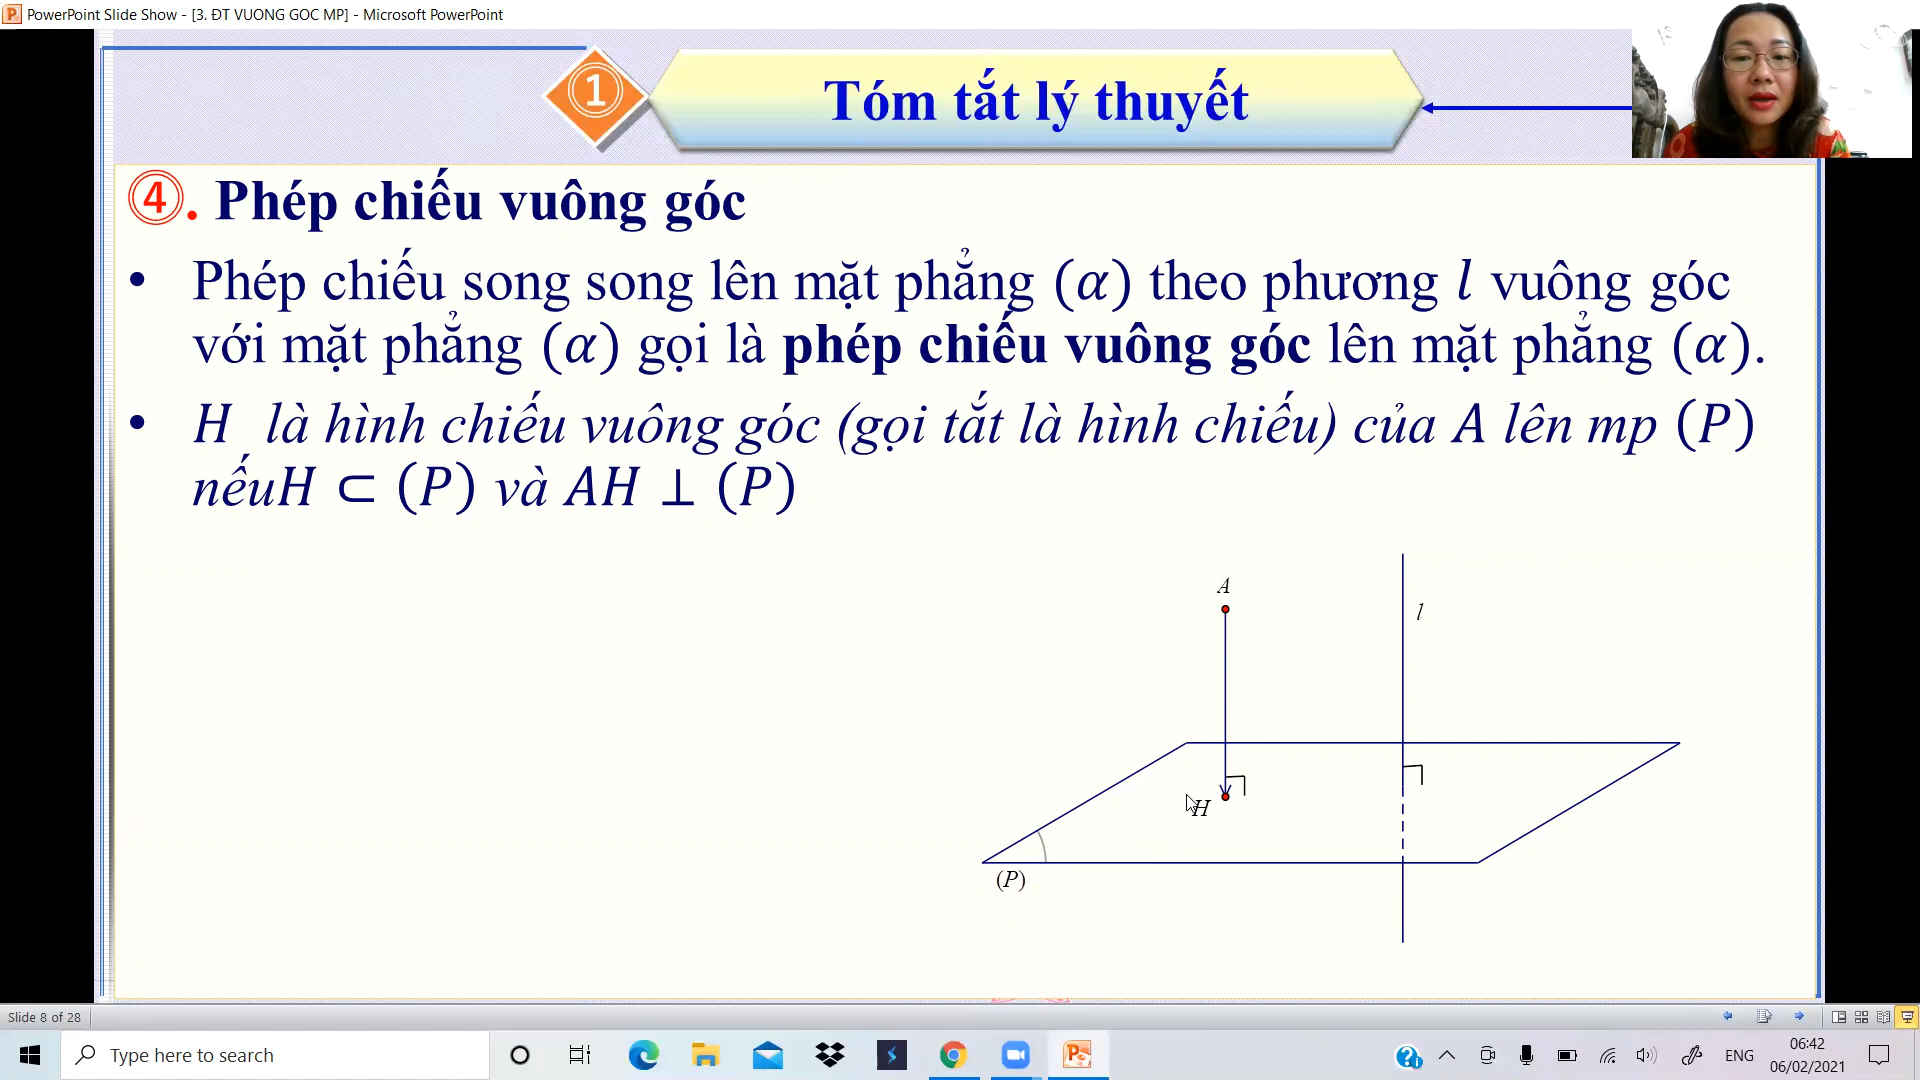 PowerPoint Slide Show - [3. ĐT VUONG GOC MP] - Microsoft PowerPoint
1
Tóm tắt lý thuyết
④. Phép chiếu vuông góc
• Phép chiếu song song lên mặt phẳng (α) theo phương l vuông góc
với mặt phẳng (α) gọi là phép chiếu vuông góc lên mặt phẳng (α).
• H là hình chiếu vuông góc (gọi tắt là hình chiếu) của A lên mp (P)
nếuH ⊂ (P) và AH ⊥ (P)
A
l
H
(P)
Slide 8 of 28
Type here to search
ENG
06:42
06/02/2021